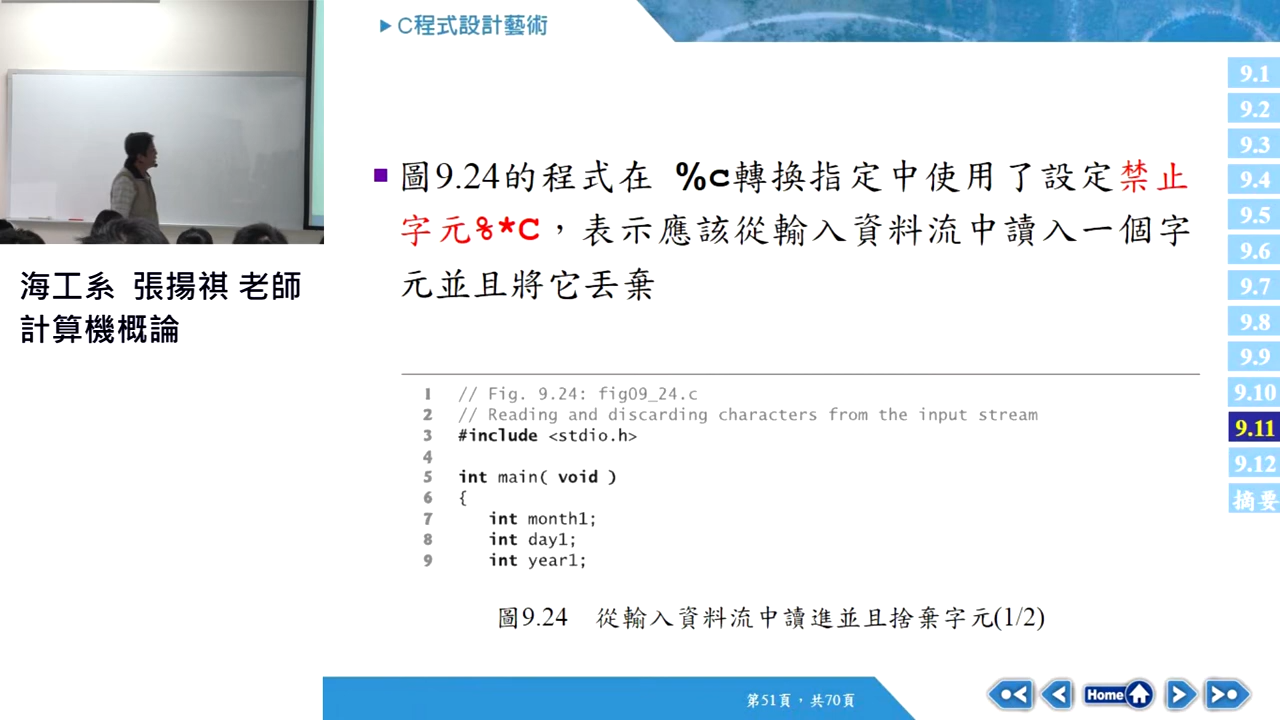 C程式設計藝術
圖9.24的程式在 %c轉換指定中使用了設定禁止
字元%*C，表示應該從輸入資料流中讀入一個字
元並且將它丟棄
海工系 張揚祺 老師
計算機概論
1 // Fig. 9.24: fig09_24.c
2 // Reading and discarding characters from the input stream
3 #include <stdio.h>
4
5 int main( void )
6 {
7 int month1;
8 int day1;
9 int year1;
圖9.24 從輸入資料流中讀進並且捨棄字元(1/2)
9.1
9.2
9.3
9.4
9.5
9.6
9.7
9.8
9.9
9.10
9.11
9.12
摘要
第51頁，共70頁
Home